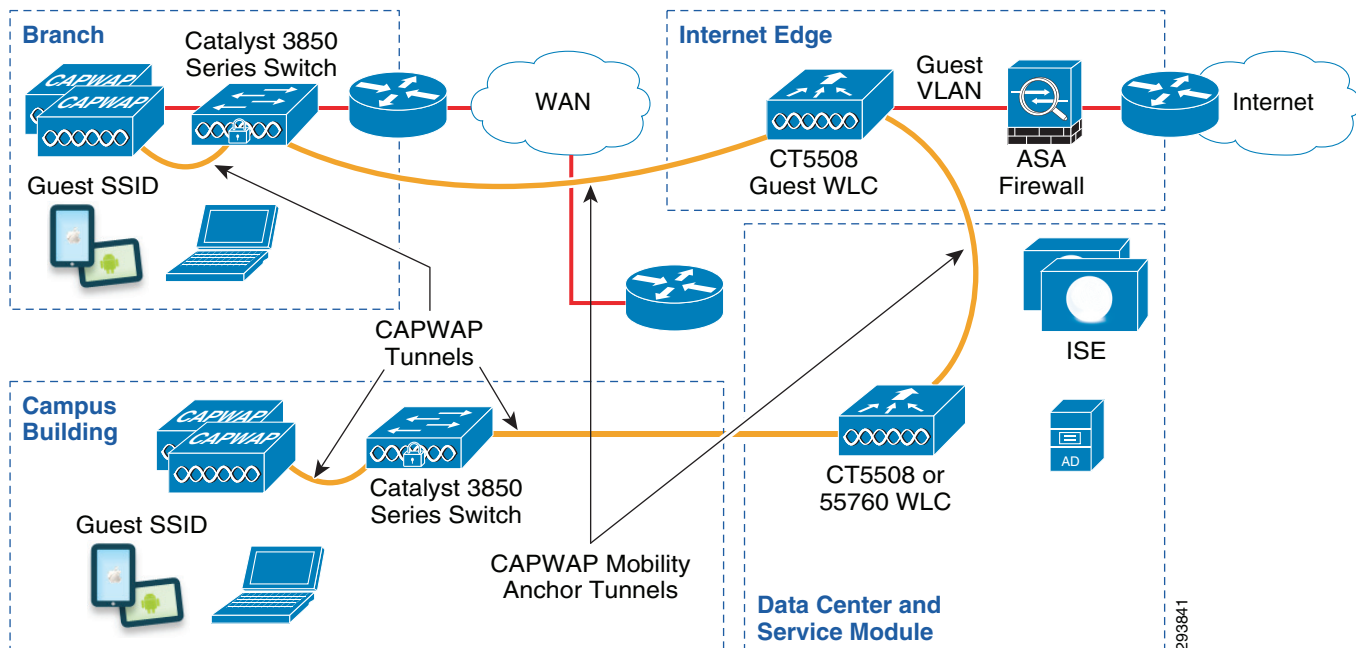 Branch
Catalyst 3850
Series Switch
CAPWAP
CAPWAP
Guest SSID
WAN
Internet Edge
Guest
VLAN
Internet
CT5508
Guest WLC
ASA
Firewall
CAPWAP
Tunnels
ISE
Campus
Building
CAPWAP
CAPWAP
Catalyst 3850
Series Switch
Guest SSID
CT5508 or
55760 WLC
AD
CAPWAP Mobility
Anchor Tunnels
Data Center and
Service Module
293841